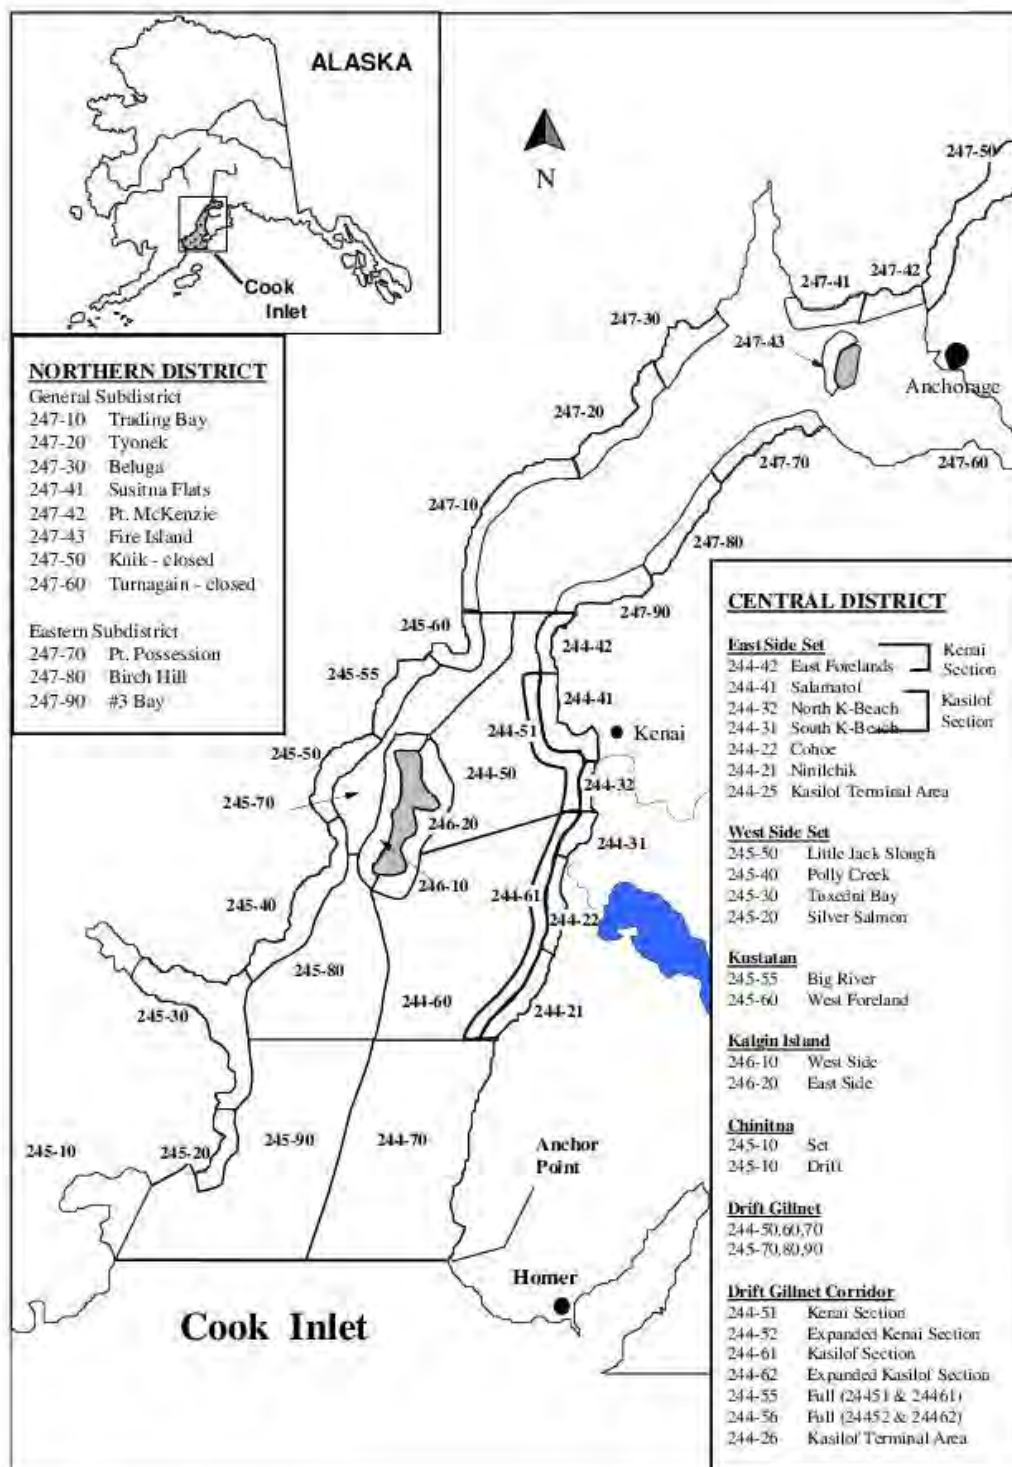 ALASKA
Cook
Inlet
N
NORTHERN DISTRICT
General Subdistrict
247-10 Trading Bay
247-20 Tyonek
247-30 Beluga
247-41 Susitna Flats
247-42 Pt. McKenzie
247-43 Fire Island
247-50 Knik - closed
247-60 Turnagain - closed
Eastern Subdistrict
247-70 Pt. Possession
247-80 Birch Hill
247-90 #3 Bay
247-50
247-42
247-41
247-30
247-43
Anchorage
247-20
247-70
247-60
247-10
247-80
247-90
245-60
244-42
245-55
244-41
244-51
Kenai
245-50
244-50
244-32
245-70
246-20
244-31
246-10
244-61
245-40
244-22
245-80
244-60
244-21
245-30
245-10
245-20
245-90
244-70
Anchor
Point
Homer
Cook Inlet
CENTRAL DISTRICT
East Side Set
244-42 East Forelands
244-41 Salamatof
244-32 North K-Beach
244-31 South K-Beach
244-22 Cohoe
244-21 Ninilchik
244-25 Kasilof Terminal Area
Kenai
Section
Kasilof
Section
West Side Set
245-50 Little Jack Slough
245-40 Polly Creek
245-30 Tuxedni Bay
245-20 Silver Salmon
Kustatan
245-55 Big River
245-60 West Foreland
Kalgin Island
246-10 West Side
246-20 East Side
Chinitna
245-10 Set
245-10 Drift
Drift Gillnet
244-50,60,70
245-70,80,90
Drift Gillnet Corridor
244-51 Kenai Section
244-52 Expanded Kenai Section
244-61 Kasilof Section
244-62 Expanded Kasilof Section
244-55 Full (24451 & 24461)
244-56 Full (24452 & 24462)
244-26 Kasilof Terminal Area